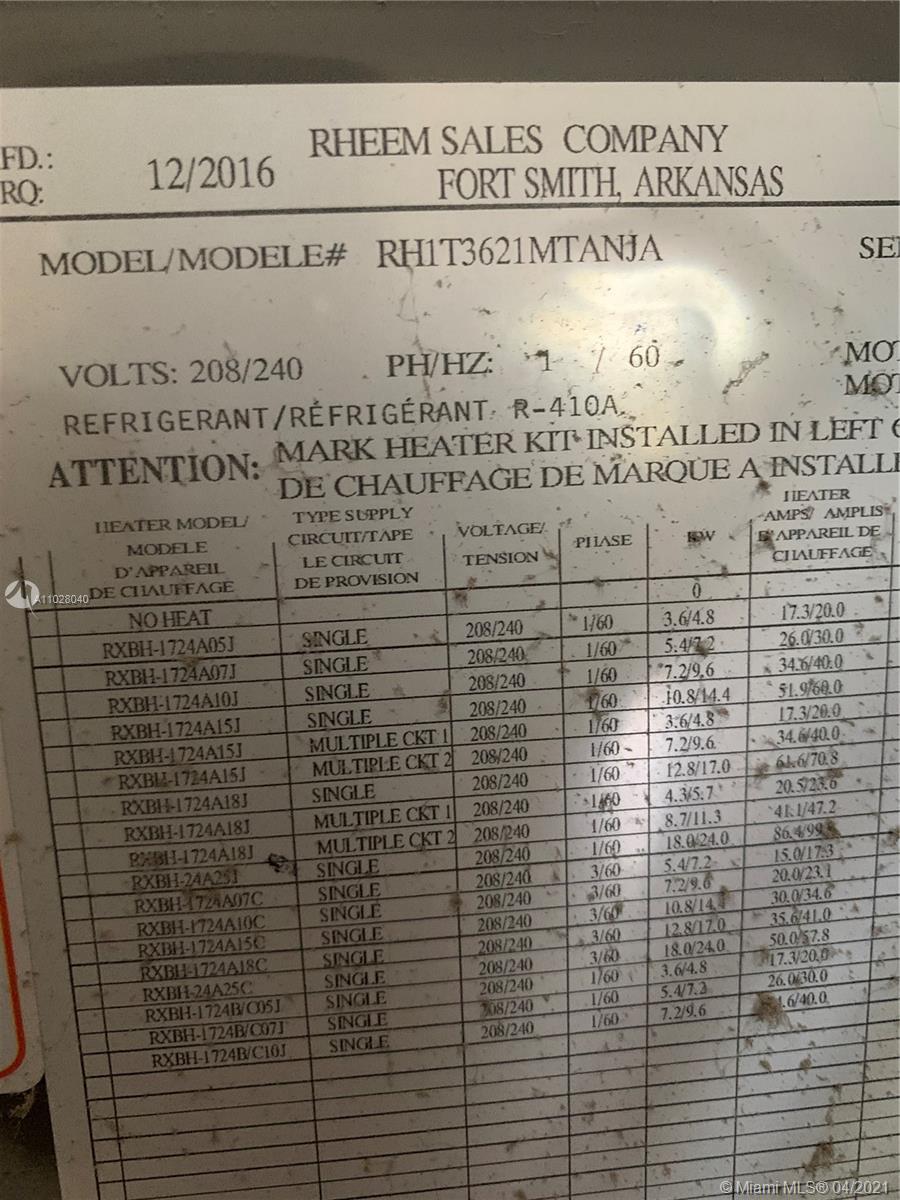 FD.: 12/2016 RHEEM SALES COMPANY
RQ: FORT SMITH, ARKANSAS
MODEL/MODELE# RH1T3621MTANJA SE
VOLTS: 208/240 PH/HZ: 1 / 60 MO
MO
REFRIGERANT/RÉFRIGÉRANT R-410A
ATTENTION: MARK HEATER KIT INSTALLED IN LEFT
DE CHAUFFAGE DE MARQUE A INSTALLE
HEATER MODEL/ MODELE D'APPAREIL DE CHAUFFAGE
TYPE SUPPLY CIRCUIT/TAPE LE CIRCUIT DE PROVISION
VOLTAGE/ TENSION
PHASE
KW
HEATER AMPS/ AMPLIS D'APPAREIL DE CHAUFFAGE
NO HEAT 0
RXBH-1724A05J SINGLE 208/240 1/60 3.6/4.8 17.3/20.0
RXBH-1724A07J SINGLE 208/240 1/60 5.4/7.2 26.0/30.0
RXBH-1724A10J SINGLE 208/240 1/60 7.2/9.6 34.6/40.0
RXBH-1724A15J SINGLE 208/240 1/60 10.8/14.4 51.9/60.0
RXBH-1724A15J MULTIPLE CKT 1 208/240 1/60 3.6/4.8 17.3/20.0
RXBH-1724A15J MULTIPLE CKT 2 208/240 1/60 7.2/9.6 34.6/40.0
RXBH-1724A18J SINGLE 208/240 1/60 12.8/17.0 61.6/70.8
RXBH-1724A18J MULTIPLE CKT 1 208/240 1/60 4.3/5.7 20.5/23.6
RXBH-1724A18J MULTIPLE CKT 2 208/240 1/60 8.7/11.3 41.1/47.2
RXBH-24A25J SINGLE 208/240 1/60 18.0/24.0
RXBH-1724A07C SINGLE 208/240 3/60 5.4/7.2 15.0/17.3
RXBH-1724A10C SINGLE 208/240 3/60 7.2/9.6 20.0/23.1
RXBH-1724A15C SINGLE 208/240 3/60 30.0/34.6
RXBH-1724A18C SINGLE 208/240 3/60 12.8/17.0 35.6/41.0
RXBH-24A25C SINGLE 208/240 3/60 18.0/24.0 50.0/57.8
RXBH-1724B/C05J SINGLE 208/240 1/60 3.6/4.8 17.3/20.0
RXBH-1724B/C07J SINGLE 208/240 1/60 5.4/7.2 26.0/30.0
RXBH-1724B/C10J SINGLE 208/240 1/60 7.2/9.6
A11028040
© Miami MLS® 04/2021